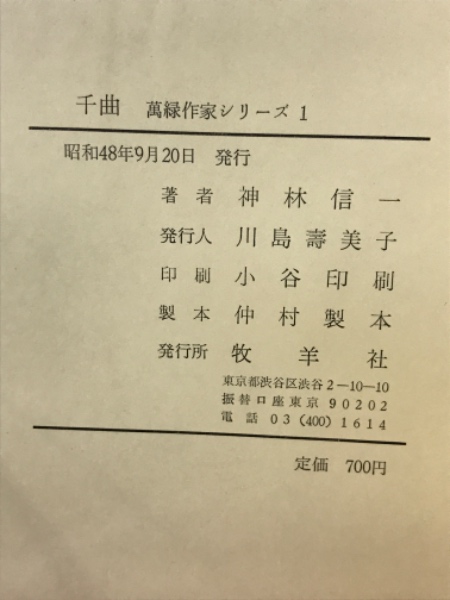 千曲 萬緑作家シリーズ 1
昭和48年9月20日 発行
著者 神林信一
発行人 川島壽美子
印刷 小谷印刷
製本 仲村製本
発行所 牧羊社
東京都渋谷区渋谷2―10―10
振替口座東京 90202
電話 03(400)1614
定価 700円